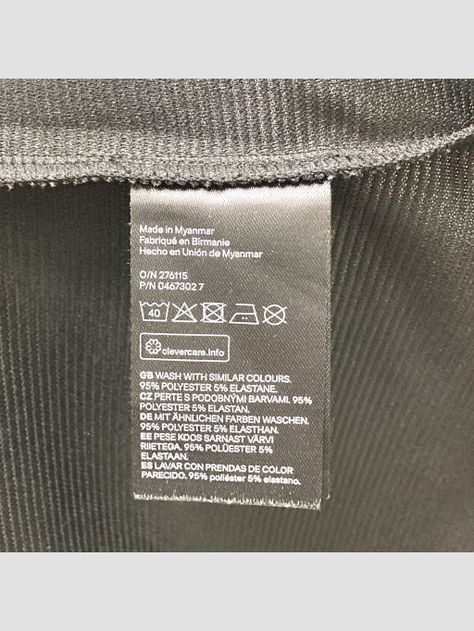 Made in Myanmar
Fabriqué en Birmanie
Hecho en Unión de Myanmar
O/N 276115
P/N 0467302 7
40
clevercare.info
GB WASH WITH SIMILAR COLOURS.
95% POLYESTER 5% ELASTANE.
CZ PERTE S PODOBNÝMI BARVAMI. 95%
POLYESTER 5% ELASTAN.
DE MIT ÄHNLICHEN FARBEN WASCHEN.
95% POLYESTER 5% ELASTHAN.
EE PESE KOOS SARNAST VÄRVI
RIIETEGA. 95% POLÜESTER 5%
ELASTAAN.
ES LAVAR CON PRENDAS DE COLOR
PARECIDO. 95% poliéster 5% elastano.